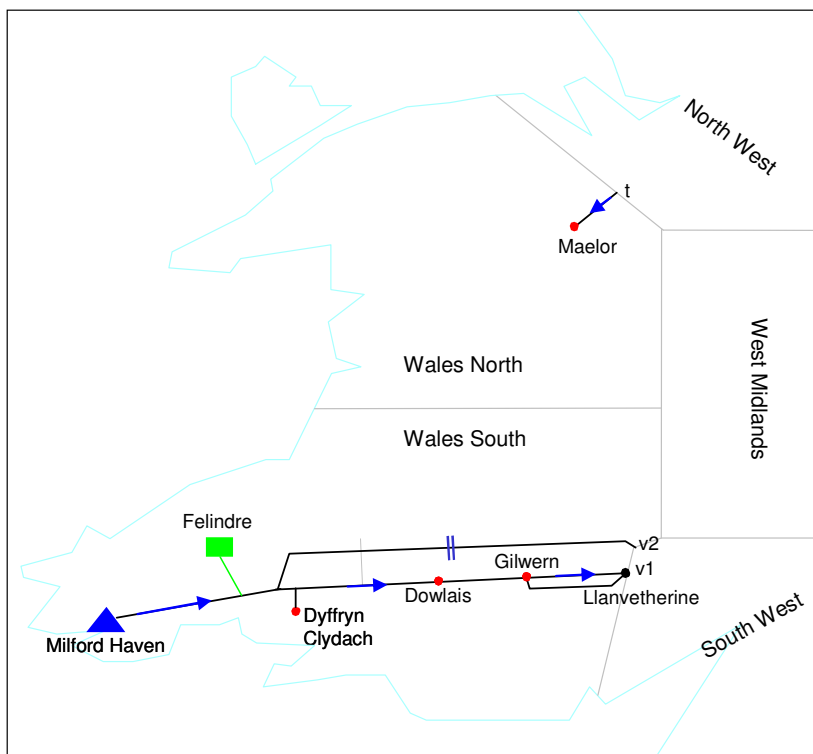 North West
t
Maelor
West Midlands
Wales North
Wales South
Felindre
v2
Gilwern
v1
Dowlais
Llanvetherine
Dyffryn
Clydach
Milford Haven
South West